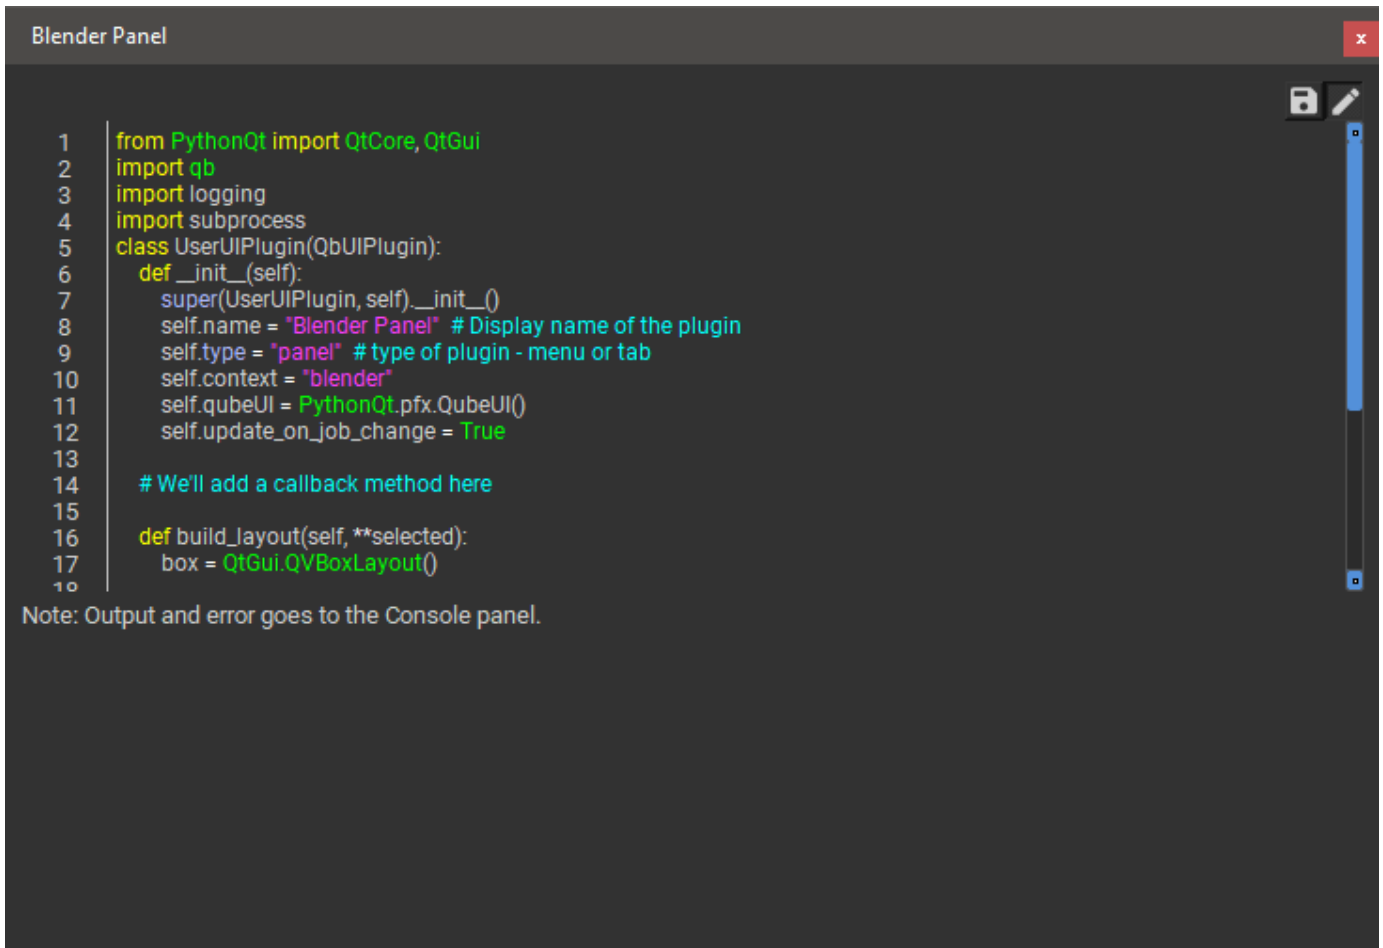 Blender Panel
x
1 from PythonQt import QtCore, QtGui
2 import qb
3 import logging
4 import subprocess
5 class UserUIPlugin(QbUIPlugin):
6 def __init__(self):
7 super(UserUIPlugin, self).__init__()
8 self.name = "Blender Panel" # Display name of the plugin
9 self.type = "panel" # type of plugin - menu or tab
10 self.context = "blender"
11 self.qubeUI = PythonQt.pfx.QubeUI()
12 self.update_on_job_change = True
13
14 # We'll add a callback method here
15
16 def build_layout(self, **selected):
17 box = QtGui.QVBoxLayout()
18
Note: Output and error goes to the Console panel.